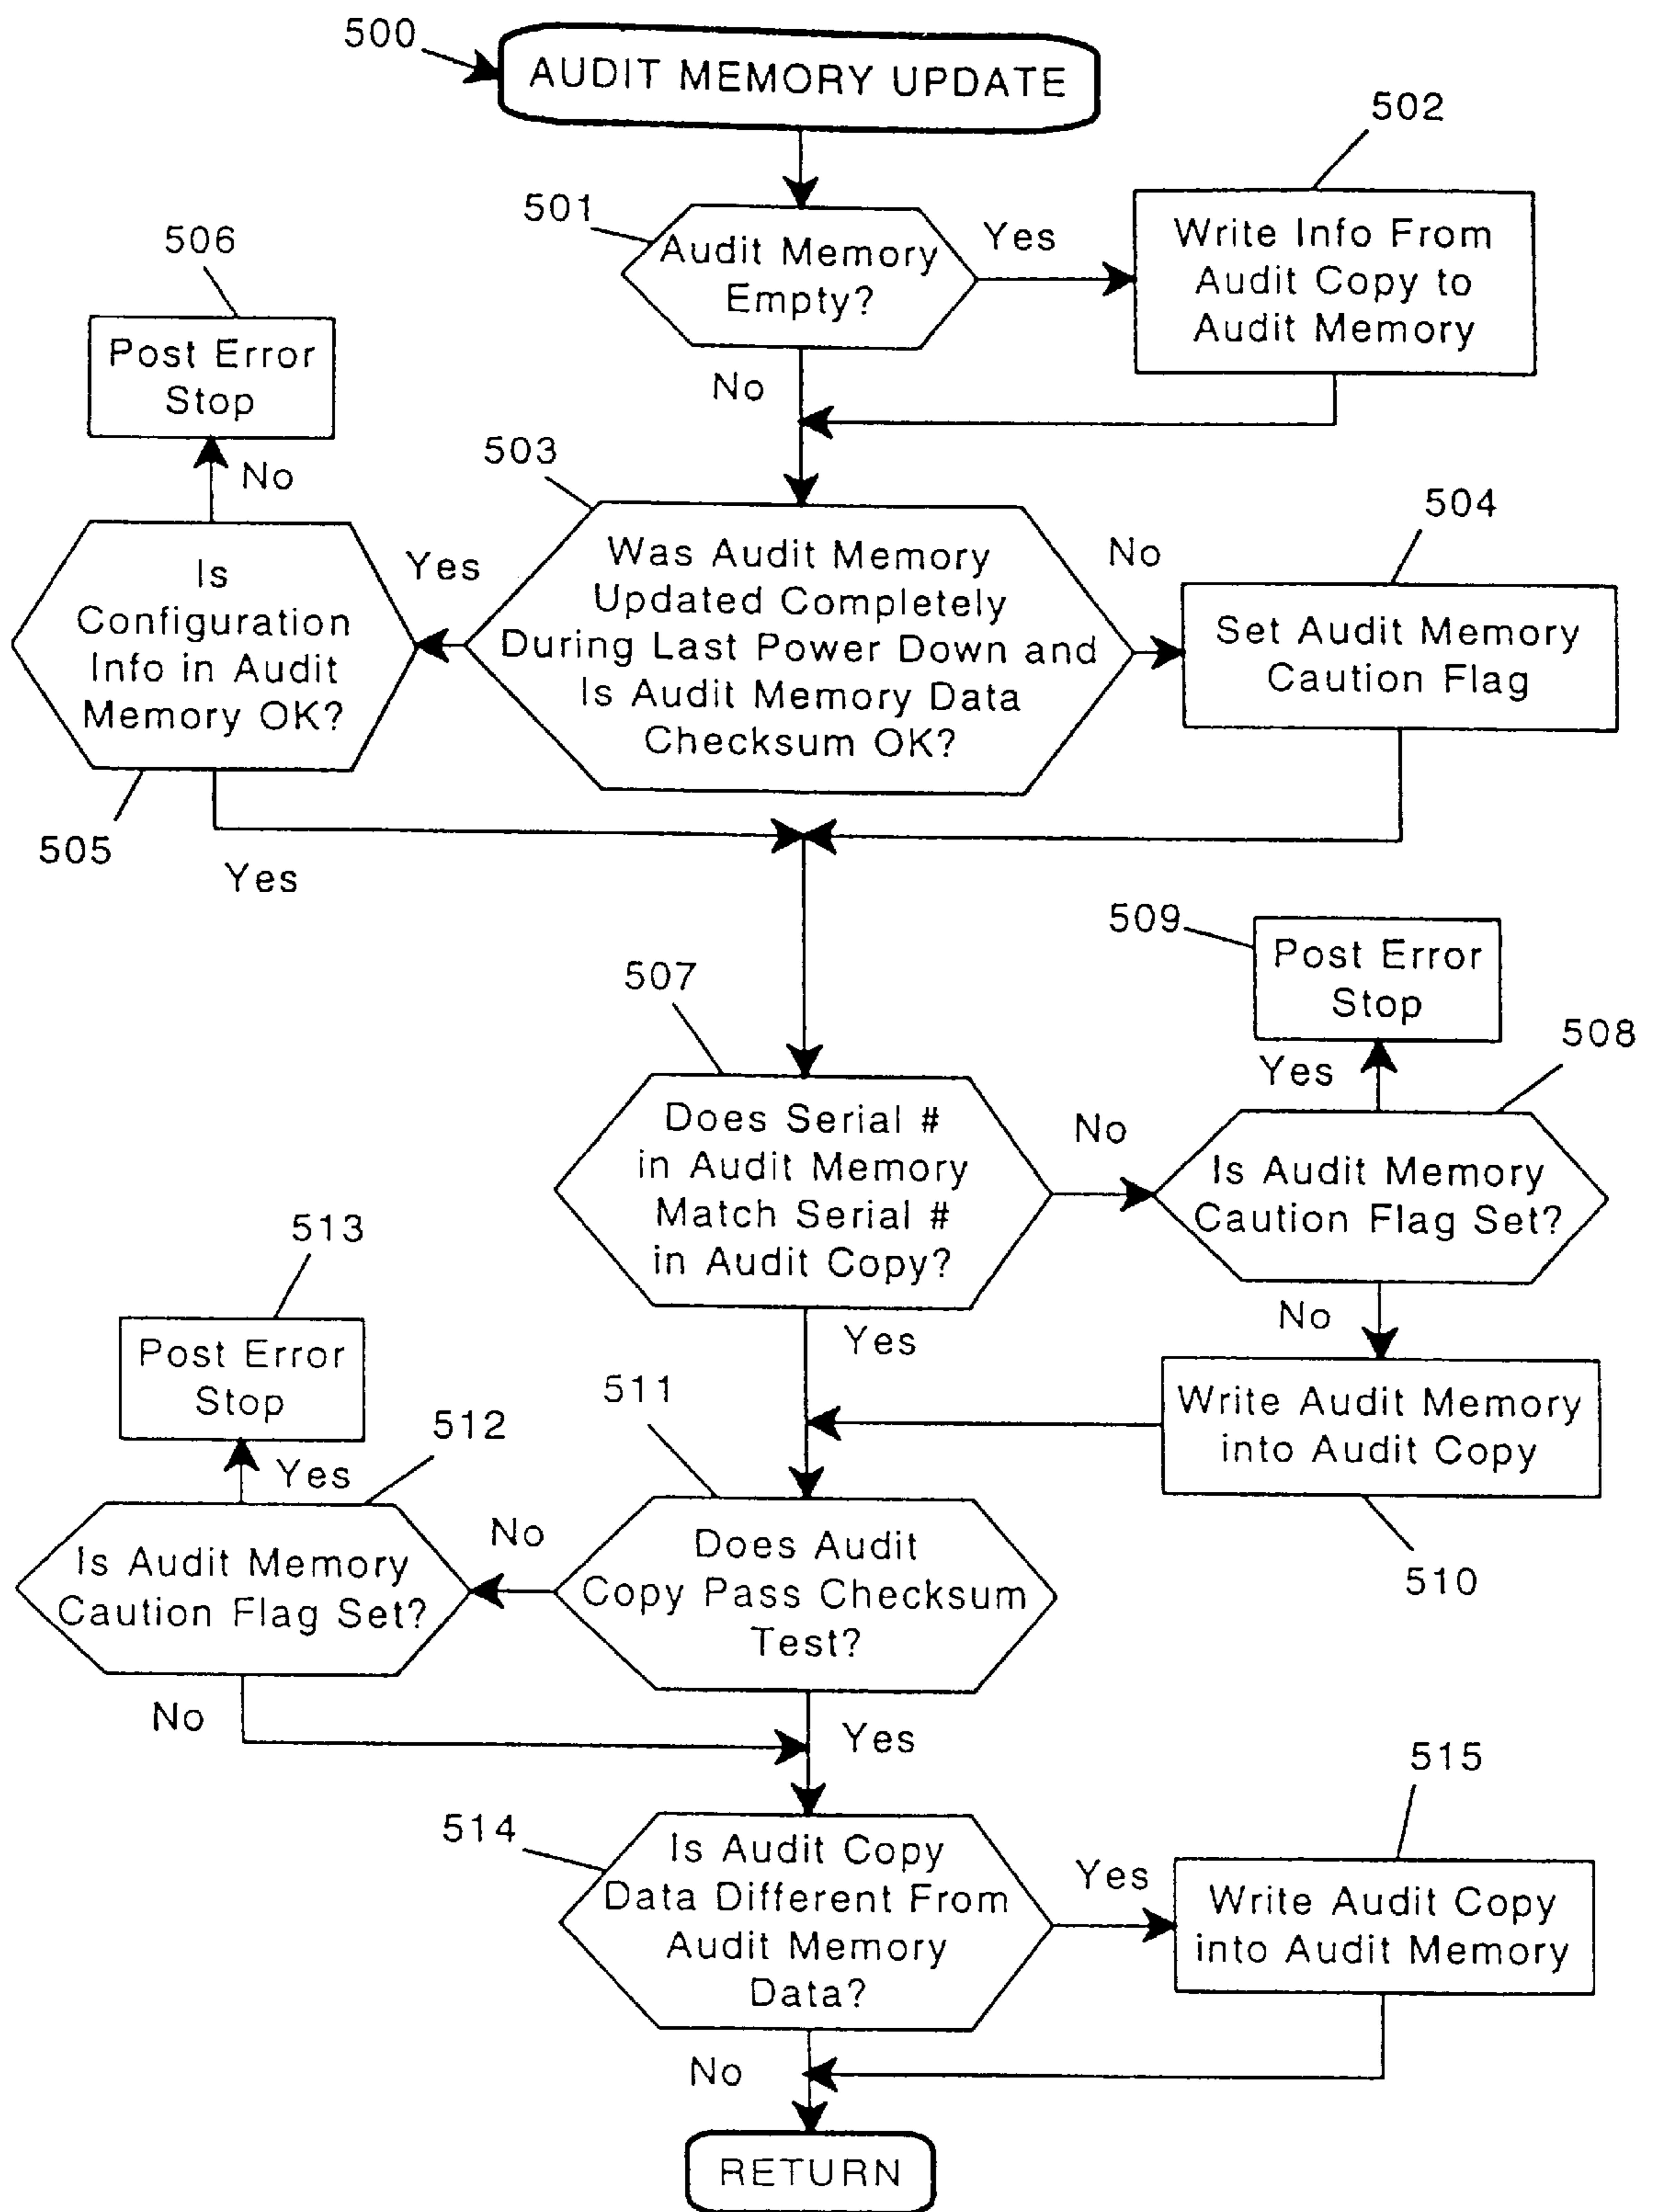 500
AUDIT MEMORY UPDATE
502
501
Audit Memory
Empty?
Yes
Write Info From
Audit Copy to
Audit Memory
506
Post Error
Stop
No
No
503
504
Is
Configuration
Info in Audit
Memory OK?
Yes
Was Audit Memory
Updated Completely
During Last Power Down and
Is Audit Memory Data
Checksum OK?
No
Set Audit Memory
Caution Flag
505
Yes
509
Post Error
Stop
507
508
Yes
Does Serial #
in Audit Memory
Match Serial #
in Audit Copy?
No
Is Audit Memory
Caution Flag Set?
513
No
Post Error
Stop
Yes
511
Write Audit Memory
into Audit Copy
512
Yes
Is Audit Memory
Caution Flag Set?
No
Does Audit
Copy Pass Checksum
Test?
510
No
Yes
515
514
Is Audit Copy
Data Different From
Audit Memory
Data?
Yes
Write Audit Copy
into Audit Memory
No
RETURN